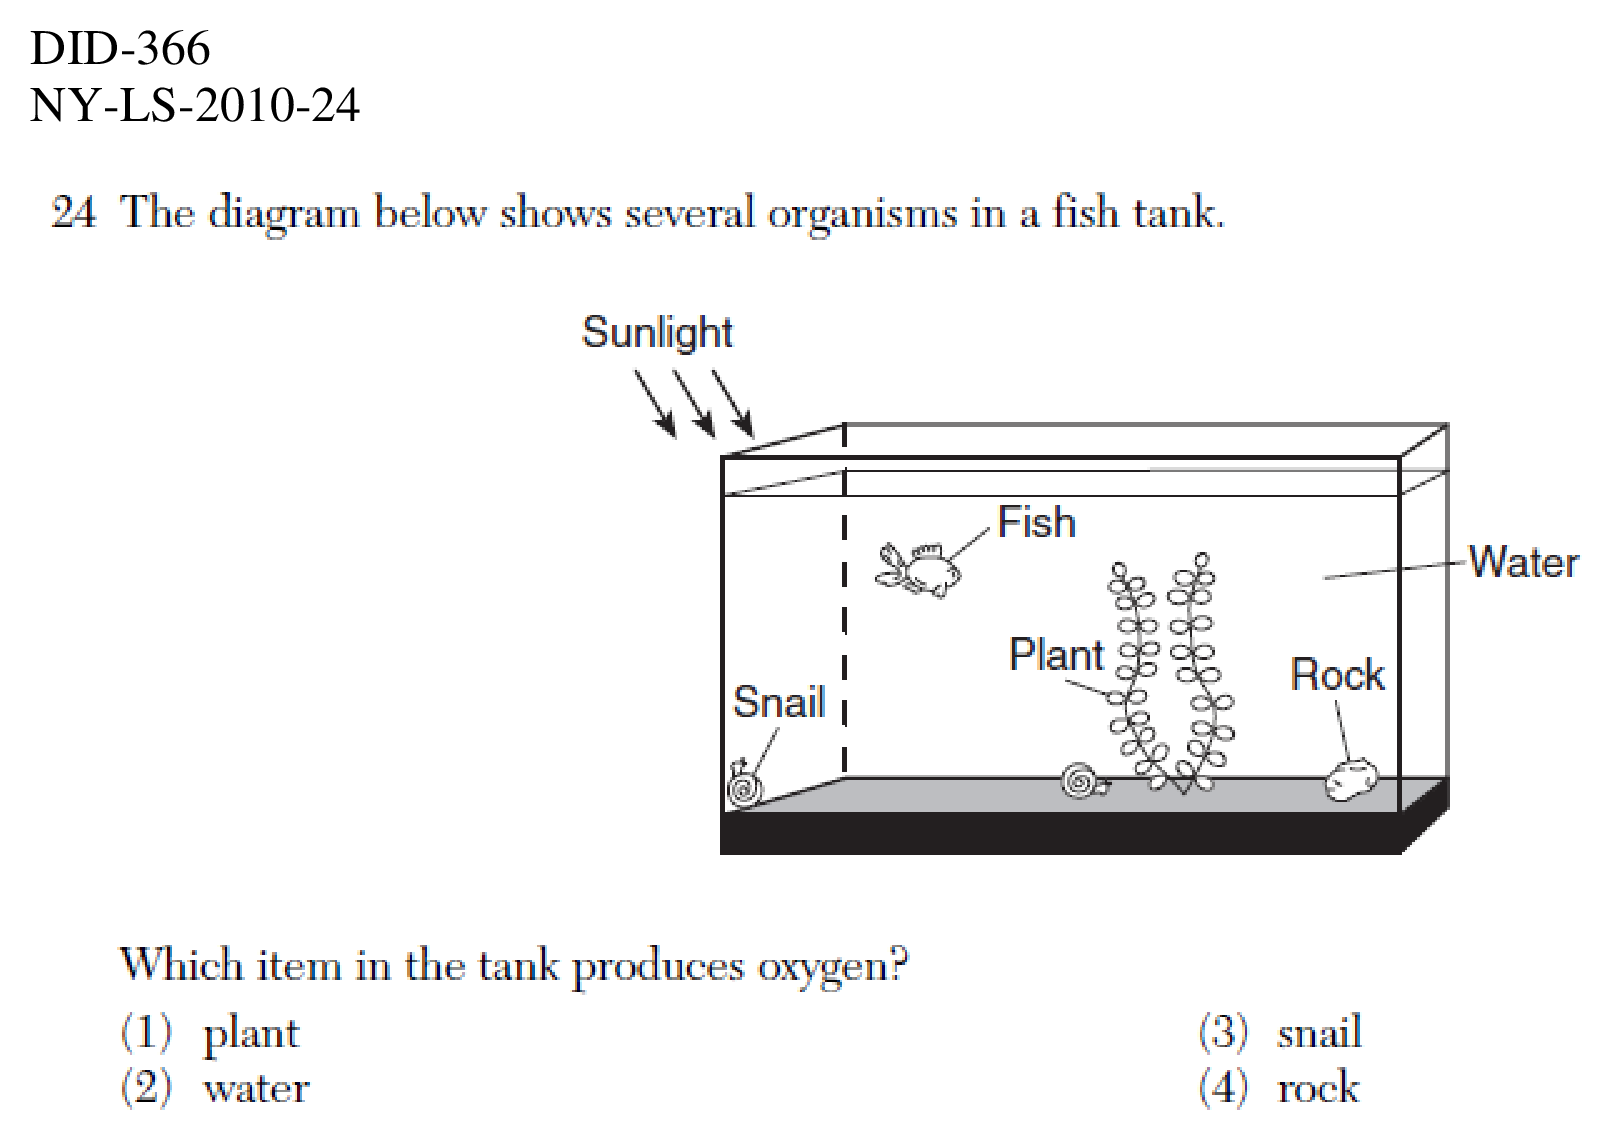 DID-366
NY-LS-2010-24
24 The diagram below shows several organisms in a fish tank.
Sunlight
Fish
Water
Plant
Rock
Snail
Which item in the tank produces oxygen?
(1) plant
(3) snail
(2) water
(4) rock